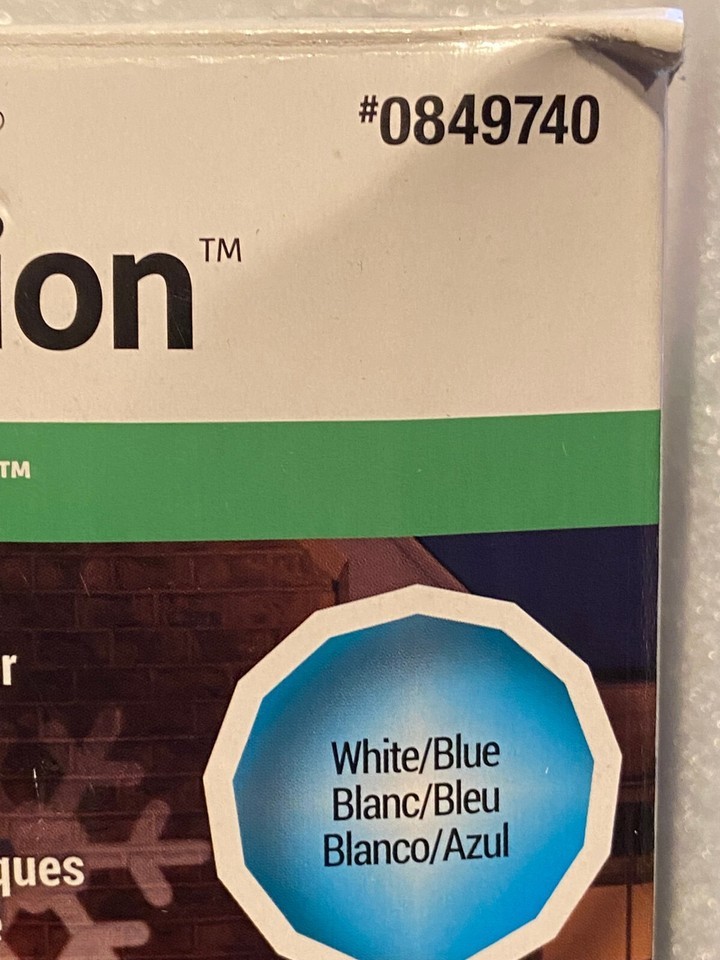 #0849740
ion™
™
r
White/Blue
Blanc/Bleu
Blanco/Azul
ques